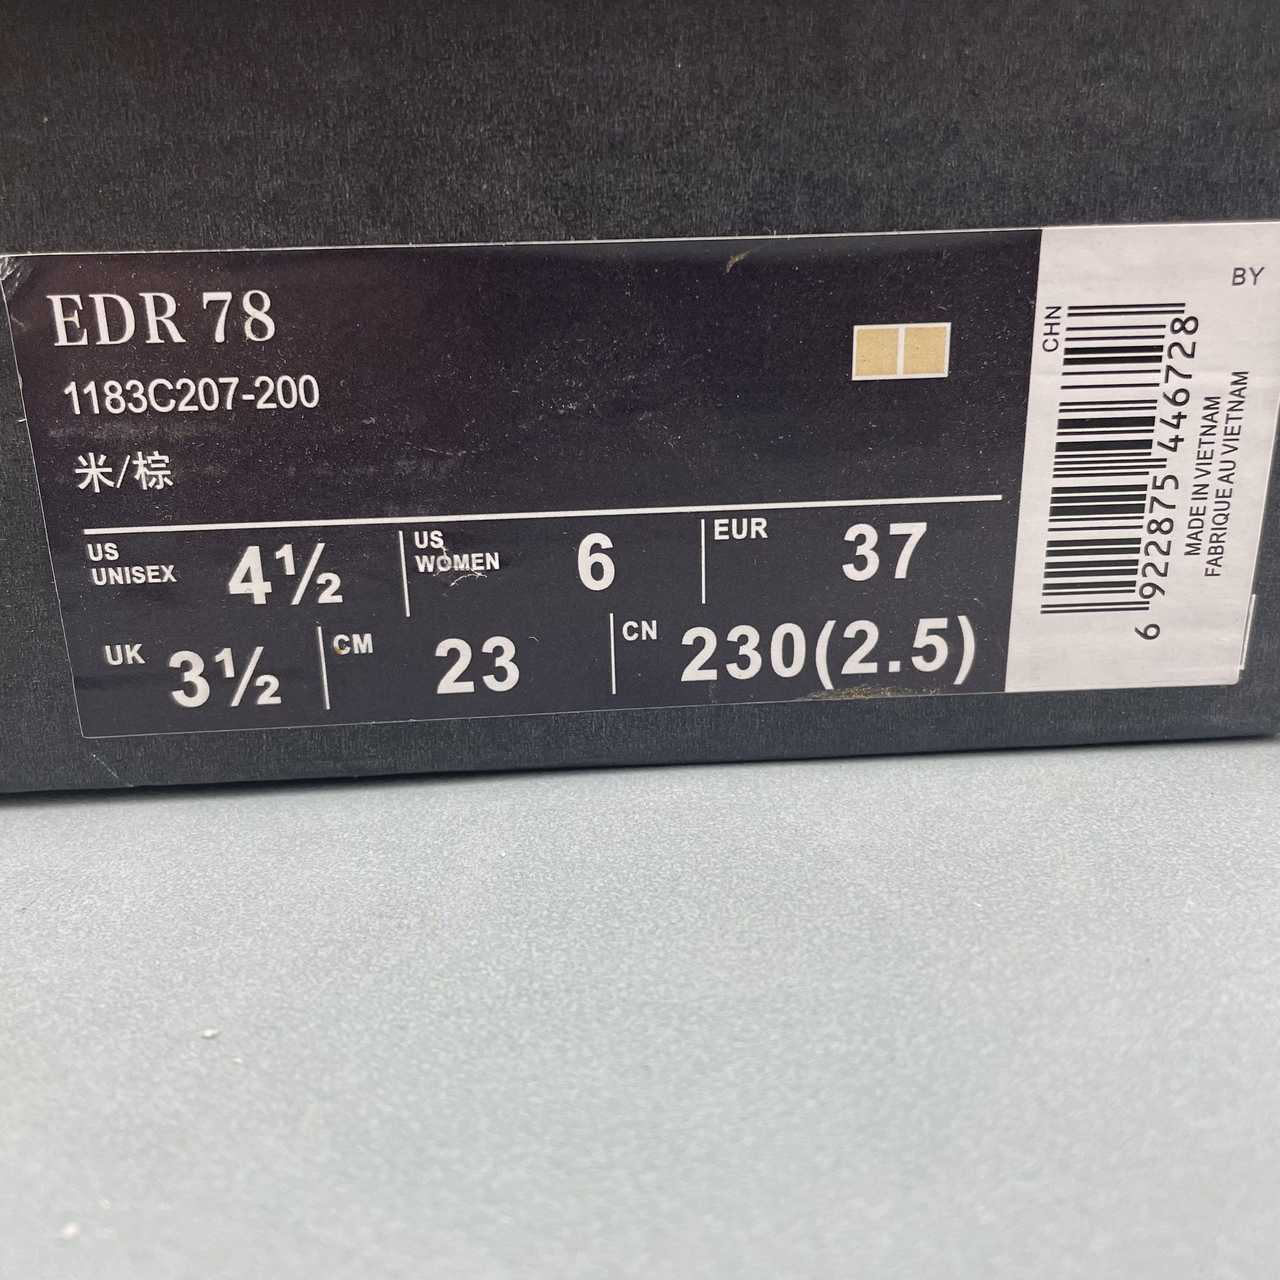 EDR 78
1183C207-200
米/棕
US UNISEX 4½
US WOMEN 6
EUR 37
UK 3½
CM 23
CN 230(2.5)
BY
CHN
6 922875 446728
MADE IN VIETNAM
FABRIQUE AU VIETNAM